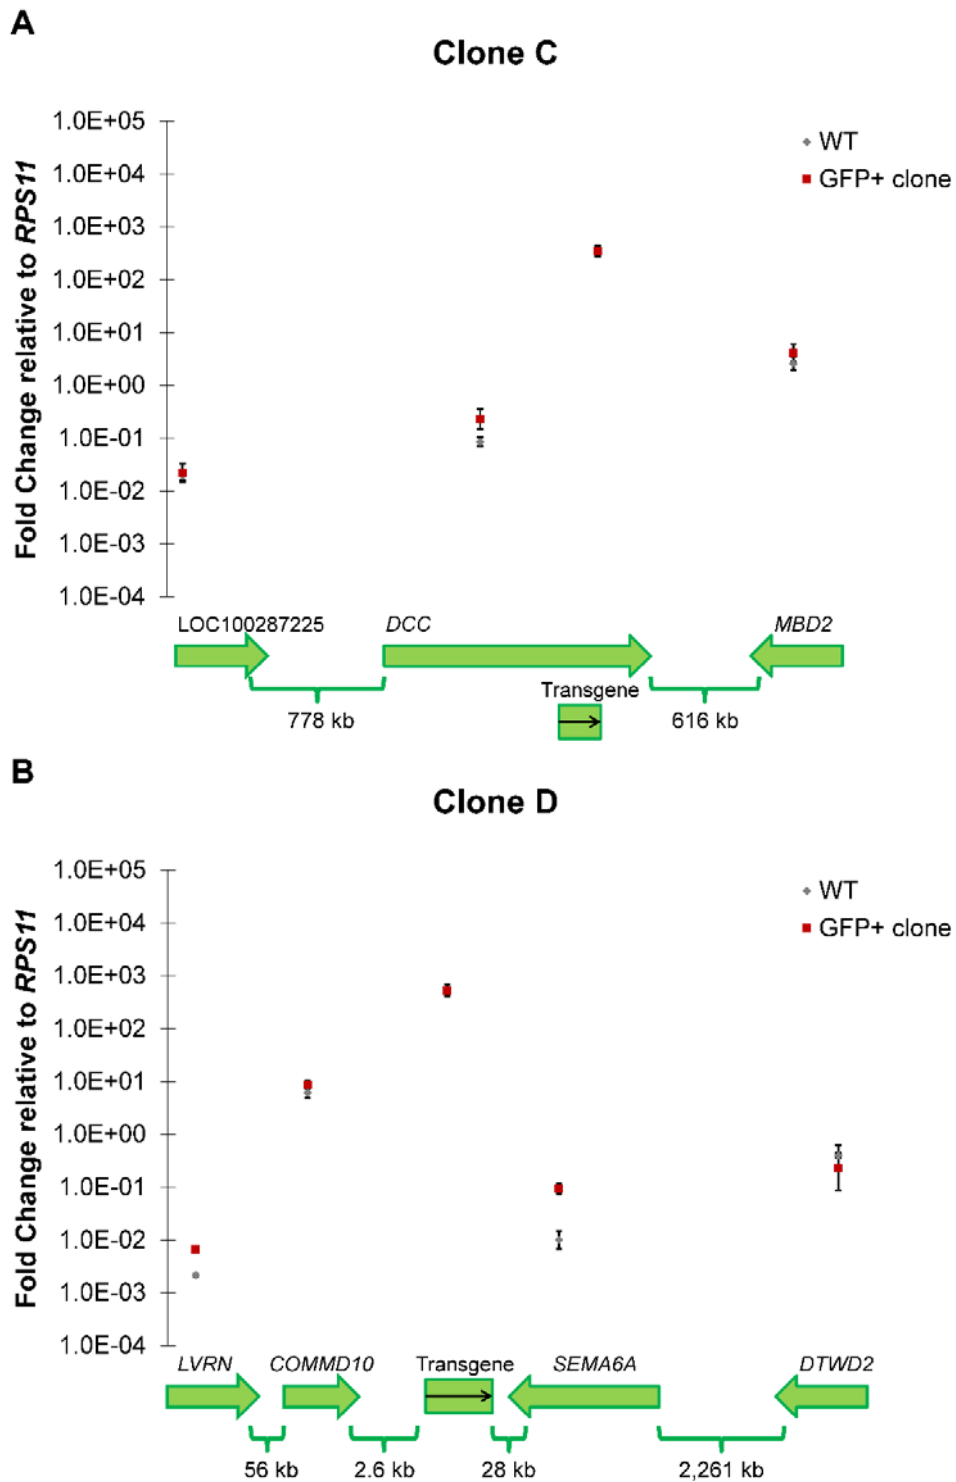 A
Clone C
Fold Change relative to RPS11
1.0E+05
1.0E+04
1.0E+03
1.0E+02
1.0E+01
1.0E+00
1.0E-01
1.0E-02
1.0E-03
1.0E-04
WT
GFP+ clone
LOC100287225 DCC MBD2
Transgene
778 kb 616 kb
B
Clone D
Fold Change relative to RPS11
1.0E+05
1.0E+04
1.0E+03
1.0E+02
1.0E+01
1.0E+00
1.0E-01
1.0E-02
1.0E-03
1.0E-04
WT
GFP+ clone
LVRN COMMD10 Transgene SEMA6A DTWD2
56 kb 2.6 kb 28 kb 2,261 kb